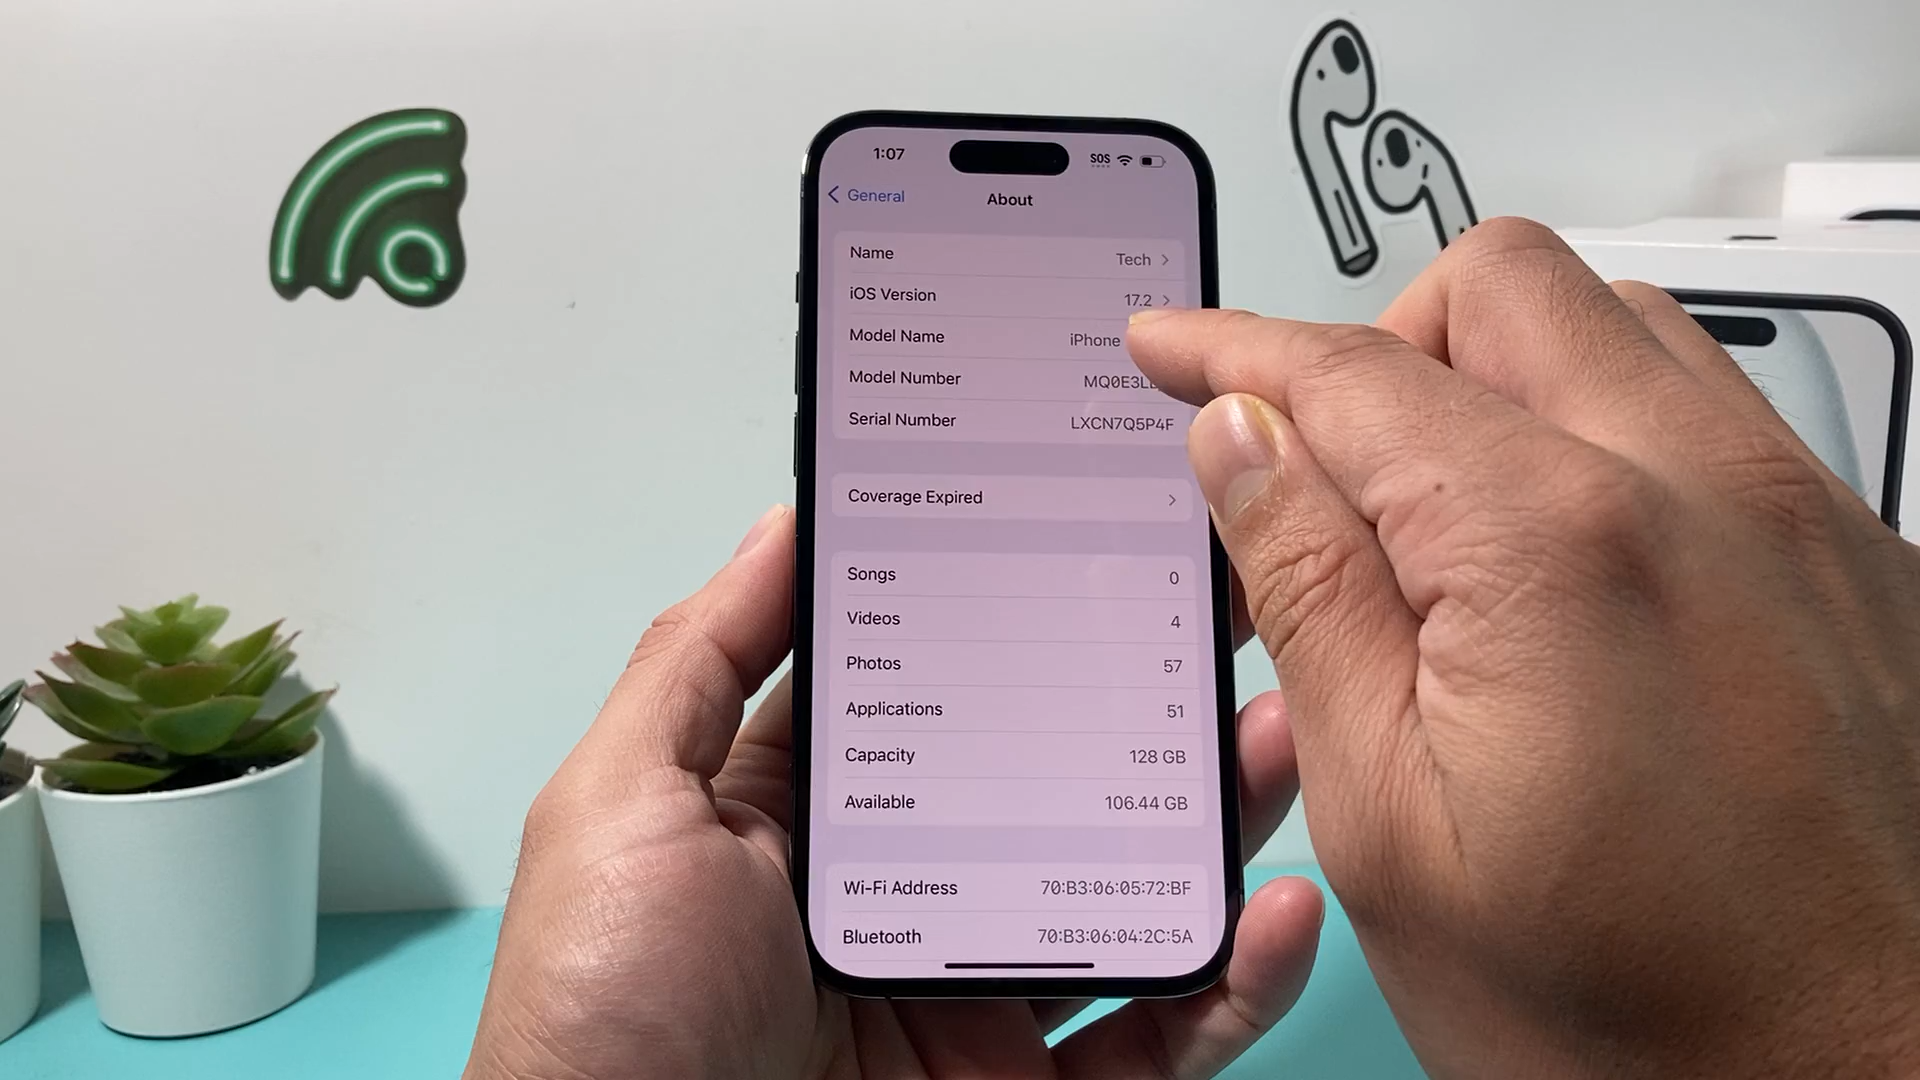 1:07
SOS
General
About
Name Tech
iOS Version 17.2
Model Name iPhone
Model Number
Serial Number LXCN7Q5P4F
Coverage Expired
Songs 0
Videos 4
Photos 57
Applications 51
Capacity 128 GB
Available 106.44 GB
Wi-Fi Address 70:B3:06:05:72:BF
Bluetooth 70:B3:06:04:2C:5A